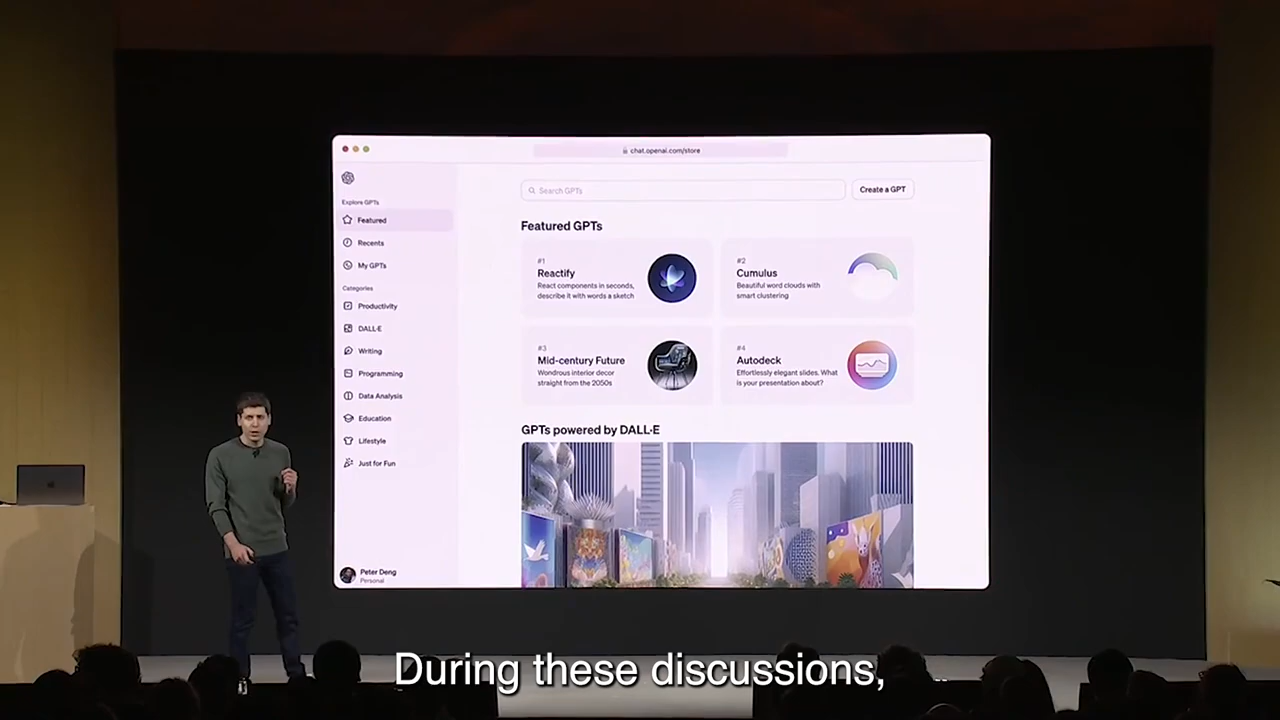 chat.openai.com/store
Search GPTs
Create a GPT
Explore GPTs
Featured
Recents
My GPTs
Categories
Productivity
DALL·E
Writing
Programming
Data Analysis
Education
Lifestyle
Just for Fun
Peter Deng
Personal
Featured GPTs
#1
Reactify
React components in seconds,
describe it with words a sketch
#2
Cumulus
Beautiful word clouds with
smart clustering
#3
Mid-century Future
Wondrous interior decor
straight from the 2050s
#4
Autodeck
Effortlessly elegant slides. What
is your presentation about?
GPTs powered by DALL·E
During these discussions,